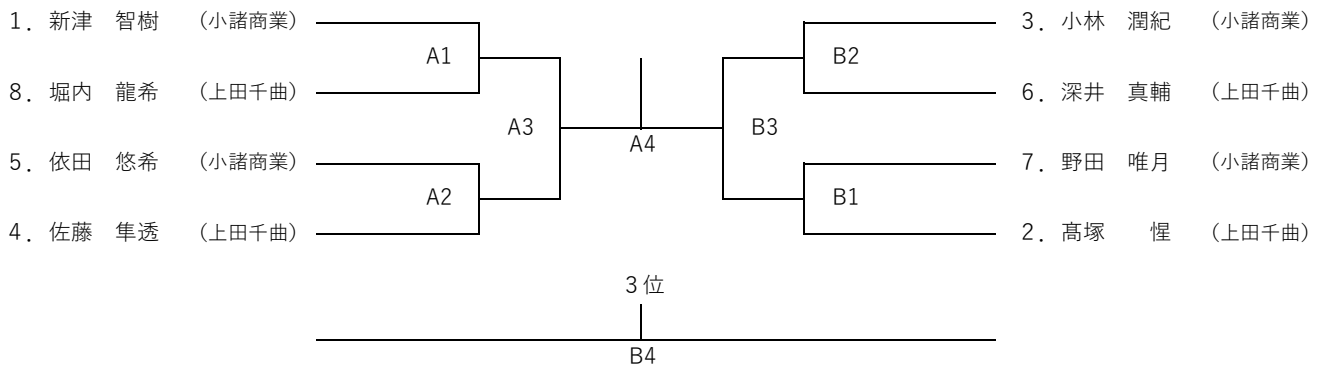 1．新津　智樹　（小諸商業）　3．小林　潤紀　（小諸商業）
A1　B2
8．堀内　龍希　（上田千曲）　6．深井　真輔　（上田千曲）
A3　B3
A4
5．依田　悠希　（小諸商業）　7．野田　唯月　（小諸商業）
A2　B1
4．佐藤　隼透　（上田千曲）　2．髙塚　惺　（上田千曲）
3位
B4